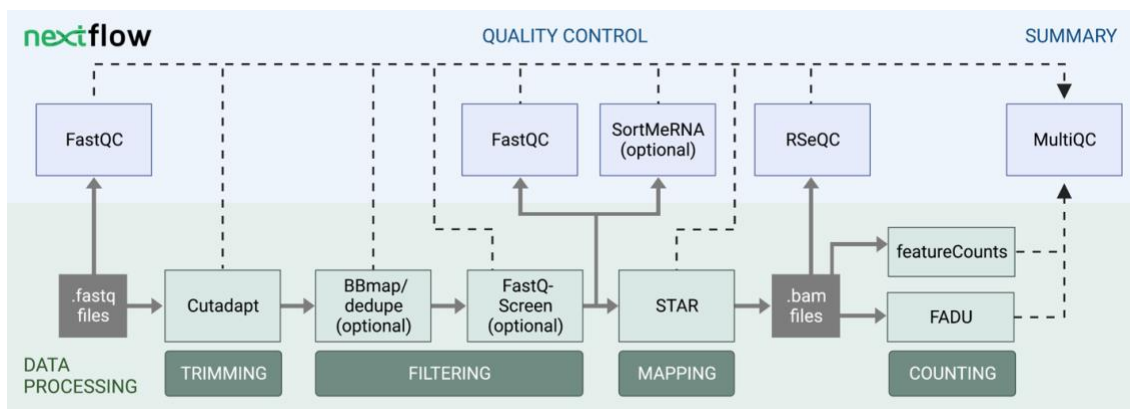 nextflow
QUALITY CONTROL
SUMMARY
FastQC
FastQC
SortMeRNA
(optional)
RSeQC
MultiQC
.fastq
files
Cutadapt
BBmap/
dedupe
(optional)
FastQ-
Screen
(optional)
STAR
.bam
files
featureCounts
FADU
DATA
PROCESSING
TRIMMING
FILTERING
MAPPING
COUNTING